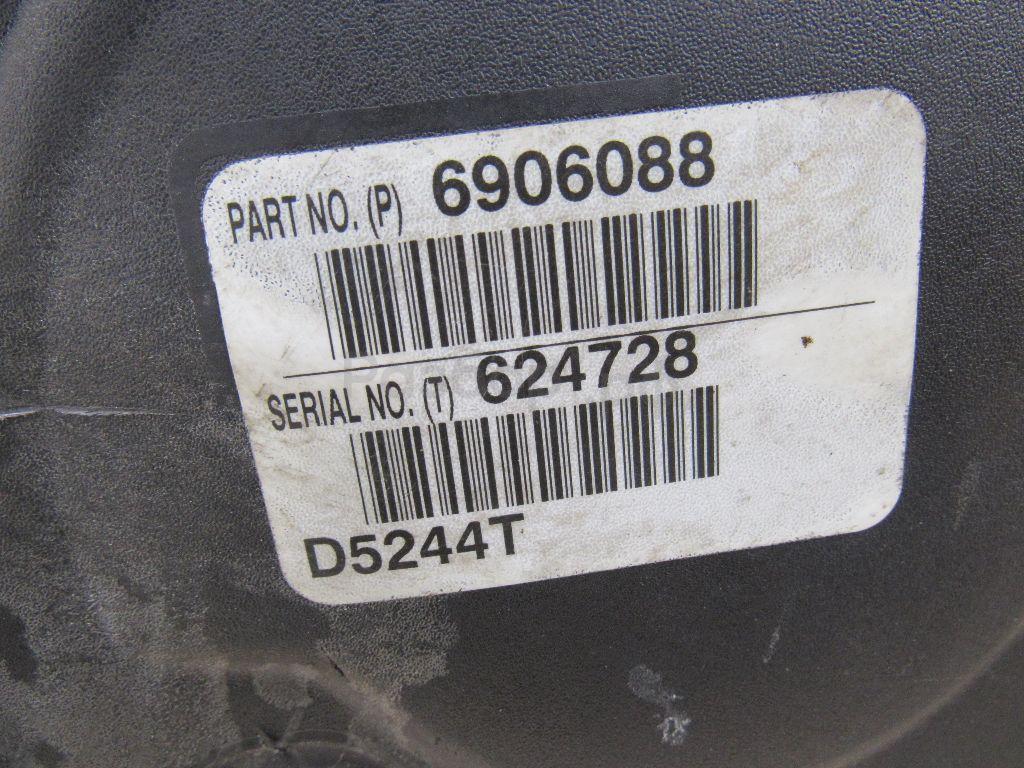 PART NO. (P) 6906088
SERIAL NO. (T) 624728
D5244T